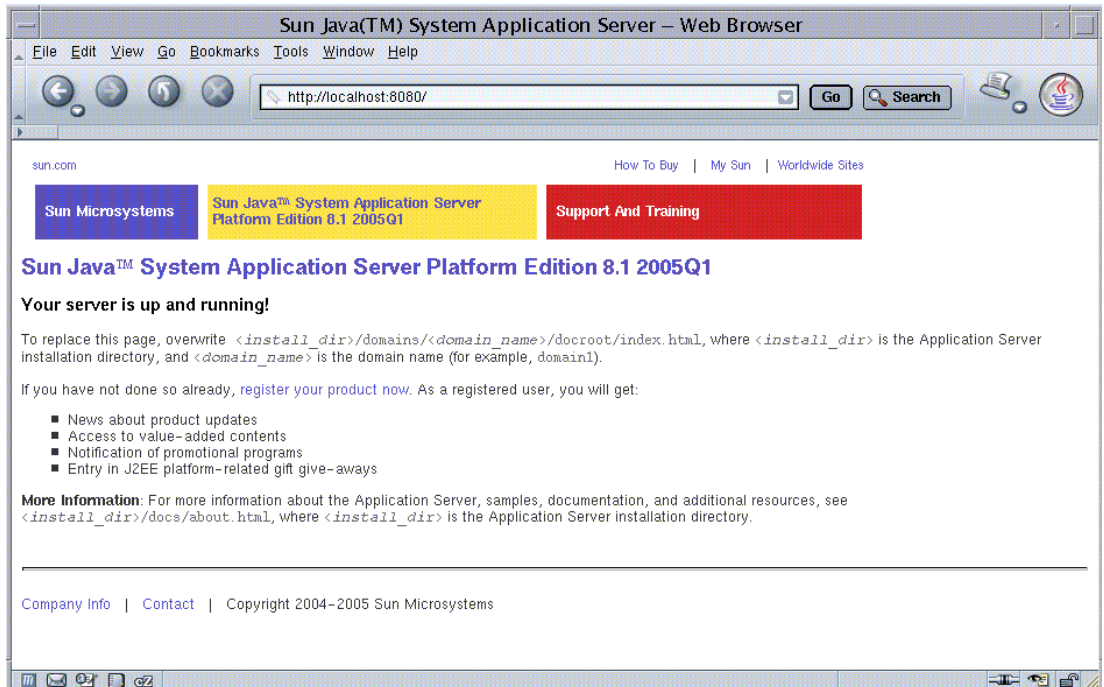 Sun Java(TM) System Application Server – Web Browser
File Edit View Go Bookmarks Tools Window Help
http://localhost:8080/ Go Search
sun.com How To Buy | My Sun | Worldwide Sites
Sun Microsystems
Sun Java™ System Application Server
Platform Edition 8.1 2005Q1
Support And Training
Sun Java™ System Application Server Platform Edition 8.1 2005Q1
Your server is up and running!
To replace this page, overwrite <install_dir>/domains/<domain_name>/docroot/index.html, where <install_dir> is the Application Server
installation directory, and <domain_name> is the domain name (for example, domain1).
If you have not done so already, register your product now. As a registered user, you will get:
News about product updates
Access to value-added contents
Notification of promotional programs
Entry in J2EE platform-related gift give-aways
More Information: For more information about the Application Server, samples, documentation, and additional resources, see
<install_dir>/docs/about.html, where <install_dir> is the Application Server installation directory.
Company Info | Contact | Copyright 2004-2005 Sun Microsystems